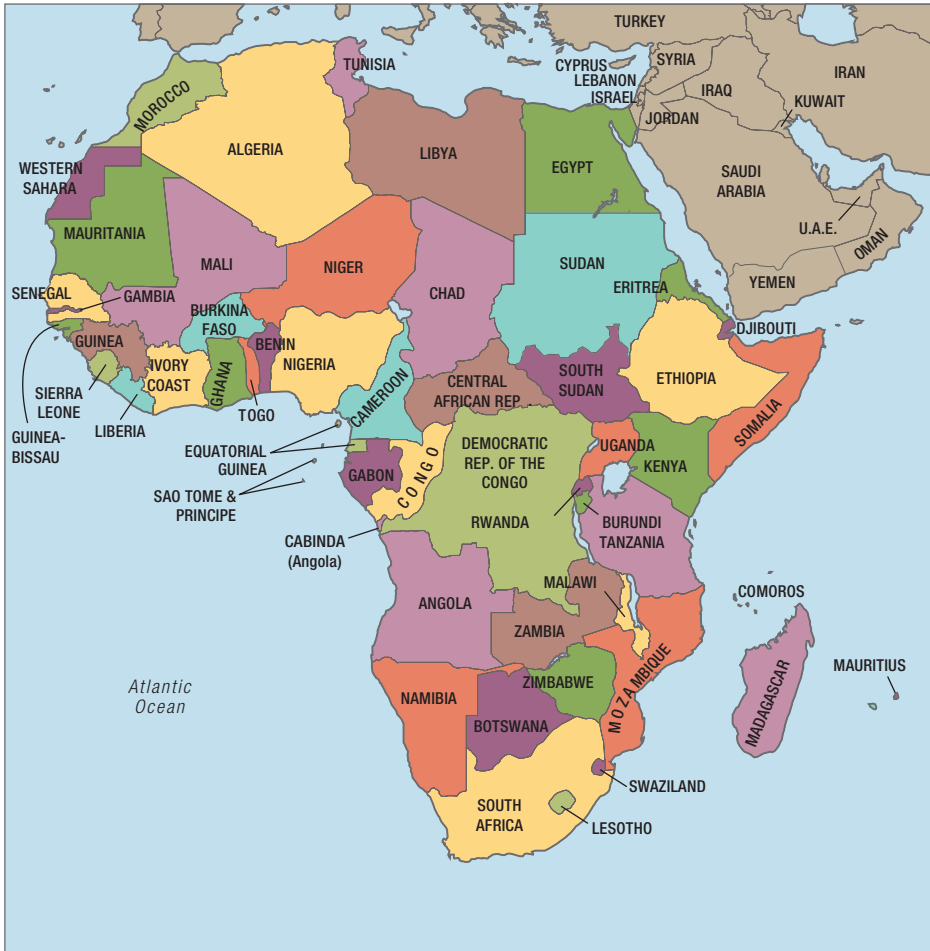 TURKEY
CYPRUS
SYRIA
LEBANON
ISRAEL
IRAQ
IRAN
JORDAN
KUWAIT
SAUDI
ARABIA
U.A.E.
OMAN
YEMEN
TUNISIA
MOROCCO
ALGERIA
LIBYA
EGYPT
WESTERN
SAHARA
MAURITANIA
MALI
NIGER
CHAD
SUDAN
ERITREA
DJIBOUTI
SENEGAL
GAMBIA
BURKINA
FASO
GUINEA
BENIN
NIGERIA
IVORY
COAST
GHANA
TOGO
SIERRA
LEONE
LIBERIA
GUINEA-
BISSAU
CAMEROON
CENTRAL
AFRICAN REP.
SOUTH
SUDAN
ETHIOPIA
SOMALIA
EQUATORIAL
GUINEA
SAO TOME &
PRINCIPE
GABON
CONGO
DEMOCRATIC
REP. OF THE
CONGO
UGANDA
KENYA
RWANDA
BURUNDI
TANZANIA
CABINDA
(Angola)
ANGOLA
MALAWI
ZAMBIA
COMOROS
MOZAMBIQUE
MADAGASCAR
MAURITIUS
Atlantic
Ocean
NAMIBIA
ZIMBABWE
BOTSWANA
SWAZILAND
SOUTH
AFRICA
LESOTHO